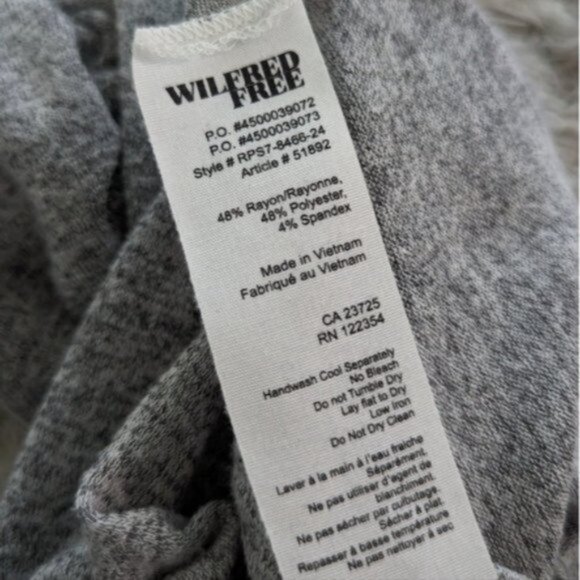 WILFRED
FREE
P.O. #4500039072
P.O. #4500039073
Style # RPS7-8466-24
Article # 51892
48% Rayon/Rayonne,
48% Polyester,
4% Spandex
Made in Vietnam
Fabriqué au Vietnam
CA 23725
RN 122354
Handwash Cool Separately
No Bleach
Do not Tumble Dry
Lay flat to Dry
Low Iron
Do Not Dry Clean
Laver à la main à l'eau fraîche
Séparément.
Ne pas utiliser d'agent de
blanchiment.
Ne pas sécher par culbutage.
Sécher à plat.
Repasser à basse température
Ne pas nettoyer à sec